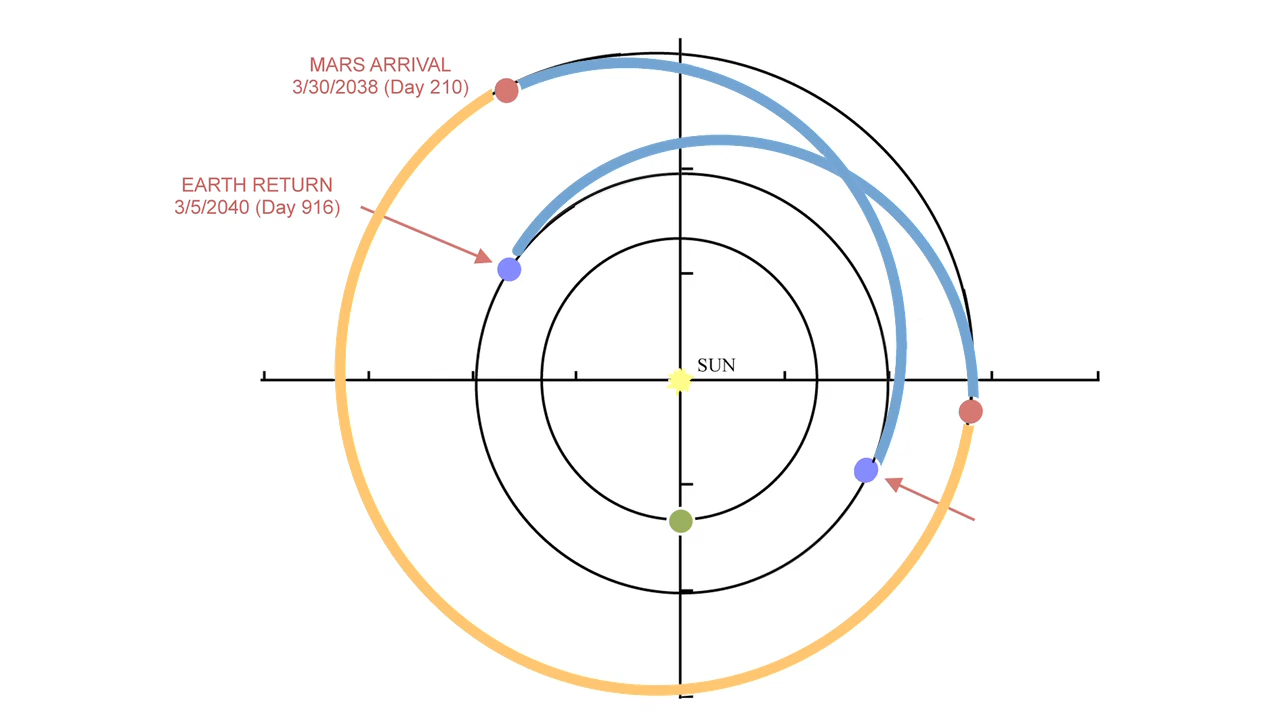 MARS ARRIVAL
3/30/2038 (Day 210)
EARTH RETURN
3/5/2040 (Day 916)
SUN